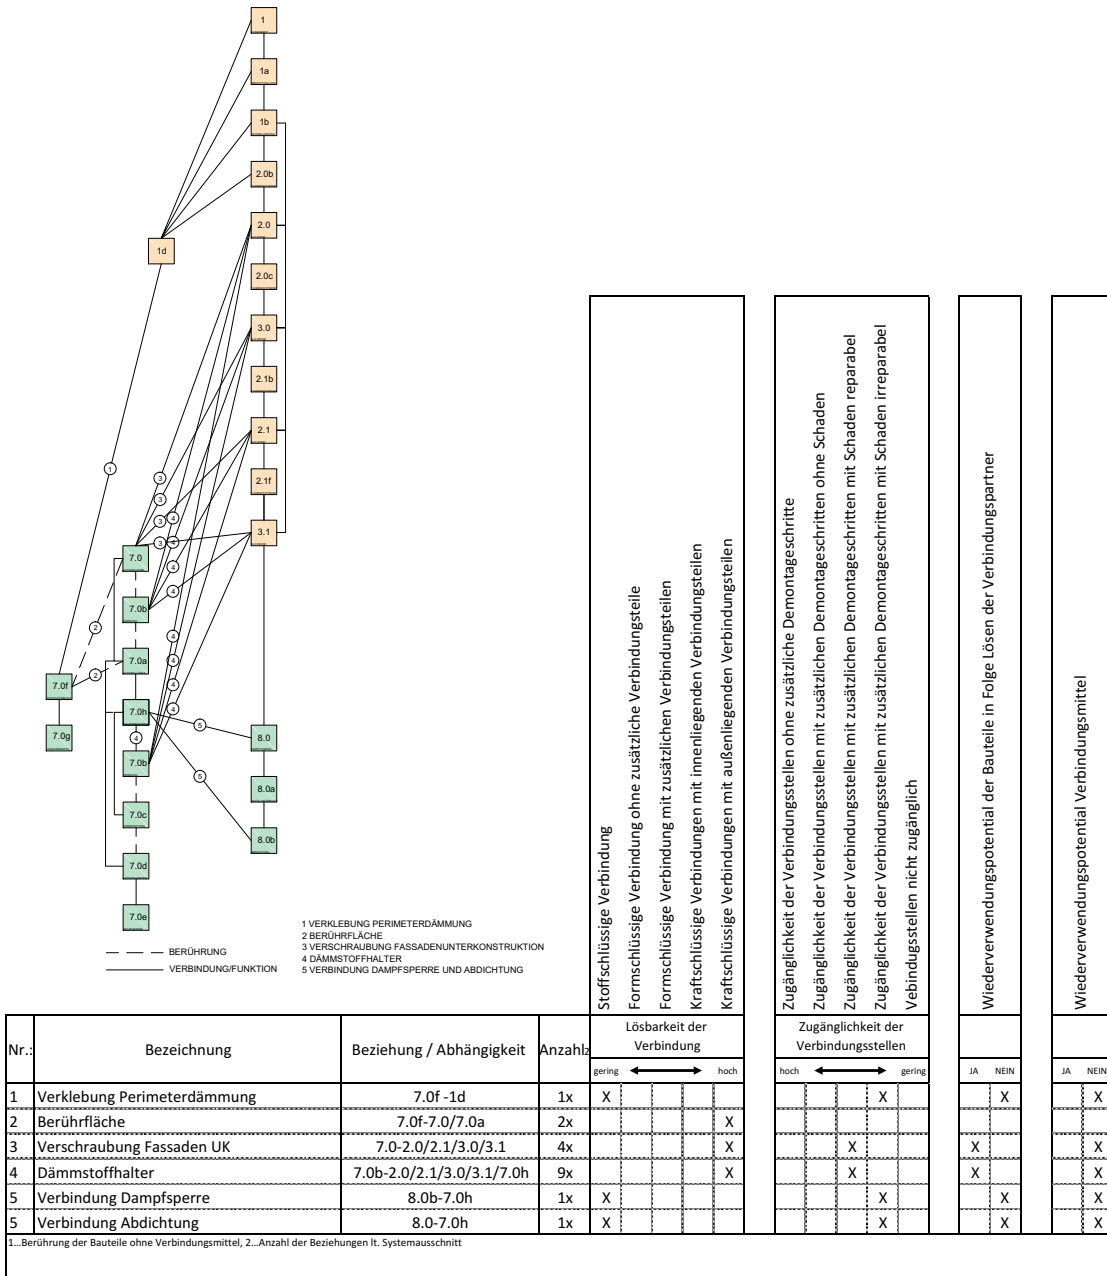 1
1a
1b
2.0b
2.0
1d
2.0c
3.0
2.1b
2.1
1
2.1f
3
3
3
4
3.1
3
4
7.0
4
4
7.0b
2
4
7.0a
4
2
7.0f
4
7.0h
4
5
7.0g
4
8.0
7.0b
5
8.0a
7.0c
8.0b
7.0d
7.0e
BERÜHRUNG
VERBINDUNG/FUNKTION
1 VERKLEBUNG PERIMETERDÄMMUNG
2 BERÜHRFLÄCHE
3 VERSCHRAUBUNG FASSADENUNTERKONSTRUKTION
4 DÄMMSTOFFHALTER
5 VERBINDUNG DAMPFSPERRE UND ABDICHTUNG
Stoffschlüssige Verbindung
Formschlüssige Verbindung ohne zusätzliche Verbindungsteile
Formschlüssige Verbindung mit zusätzlichen Verbindungsteilen
Kraftschlüssige Verbindungen mit innenliegenden Verbindungsteilen
Kraftschlüssige Verbindungen mit außenliegenden Verbindungsteilen
Zugänglichkeit der Verbindungsstellen ohne zusätzliche Demontageschritte
Zugänglichkeit der Verbindungsstellen mit zusätzlichen Demontageschritten ohne Schaden
Zugänglichkeit der Verbindungsstellen mit zusätzlichen Demontageschritten mit Schaden reparabel
Zugänglichkeit der Verbindungsstellen mit zusätzlichen Demontageschritten mit Schaden irreparabel
Vebindugsstellen nicht zugänglich
Wiederverwendungspotential der Bauteile in Folge Lösen der Verbindungspartner
Wiederverwendungspotential Verbindungsmittel
Nr.: Bezeichnung Beziehung / Abhängigkeit Anzahl2
Lösbarkeit der
Verbindung
gering hoch
Zugänglichkeit der
Verbindungsstellen
hoch gering
JA NEIN
JA NEIN
1 Verklebung Perimeterdämmung 7.0f -1d 1x X X X X
2 Berührfläche 7.0f-7.0/7.0a 2x X
3 Verschraubung Fassaden UK 7.0-2.0/2.1/3.0/3.1 4x X X X X
4 Dämmstoffhalter 7.0b-2.0/2.1/3.0/3.1/7.0h 9x X X X X
5 Verbindung Dampfsperre 8.0b-7.0h 1x X X X X
5 Verbindung Abdichtung 8.0-7.0h 1x X X X X
1...Berührung der Bauteile ohne Verbindungsmittel, 2...Anzahl der Beziehungen lt. Systemausschnitt